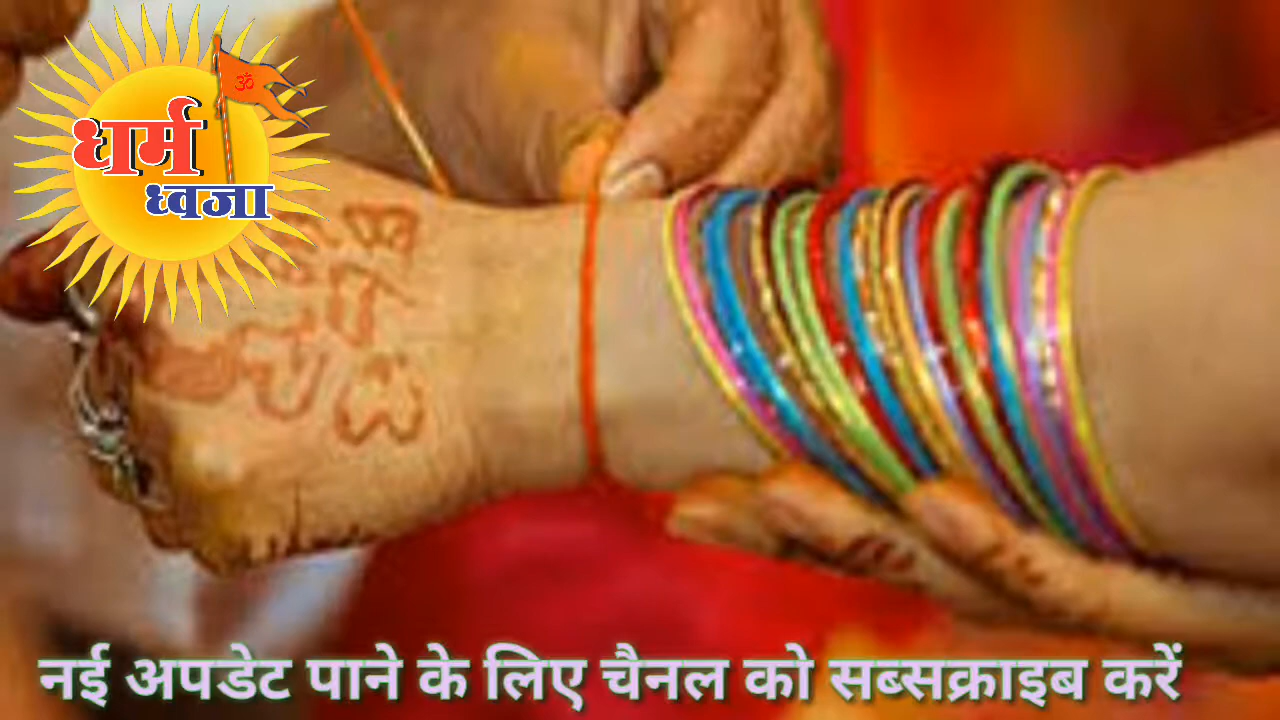 धर्म
ध्वजा
ॐ
नई अपडेट पाने के लिए चैनल को सब्सक्राइब करें